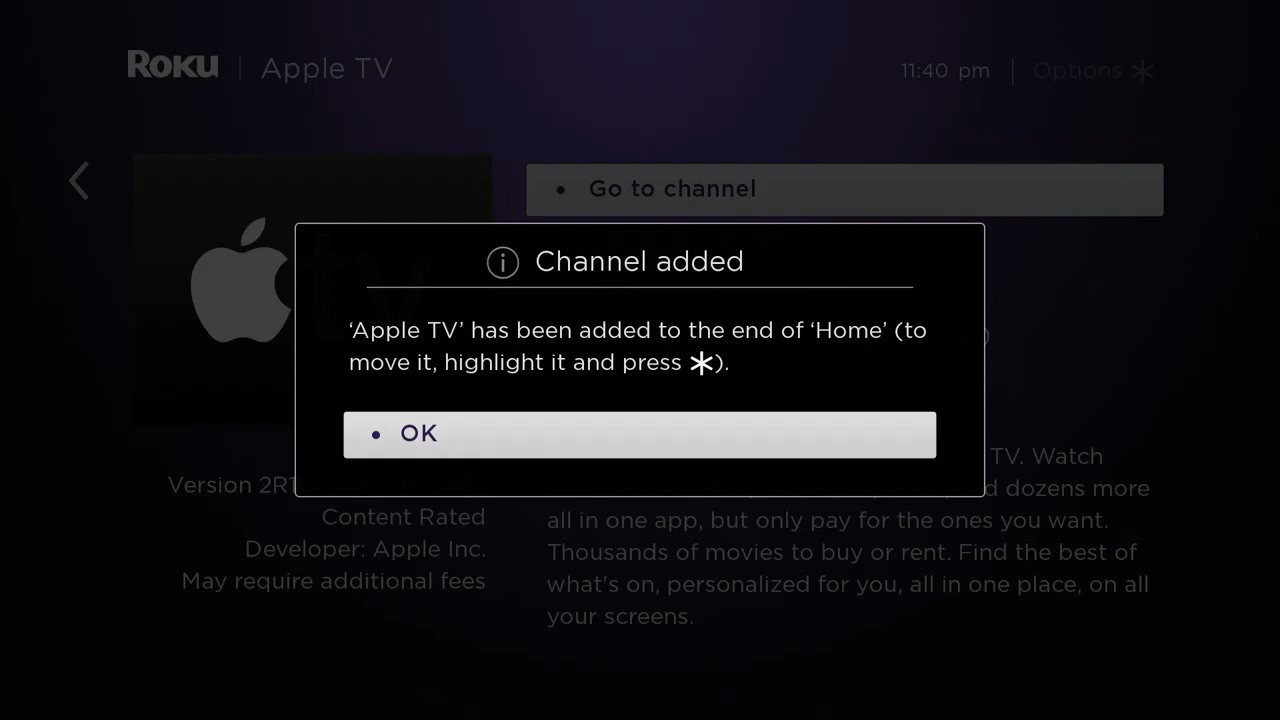 Roku | Apple TV
11:40 pm | Options *
Go to channel
tv
Channel added
‘Apple TV’ has been added to the end of ‘Home’ (to
move it, highlight it and press *).
OK
TV. Watch
dozens more
all in one app, but only pay for the ones you want.
Thousands of movies to buy or rent. Find the best of
what's on, personalized for you, all in one place, on all
your screens.
Version
Content Rated
Developer: Apple Inc.
May require additional fees